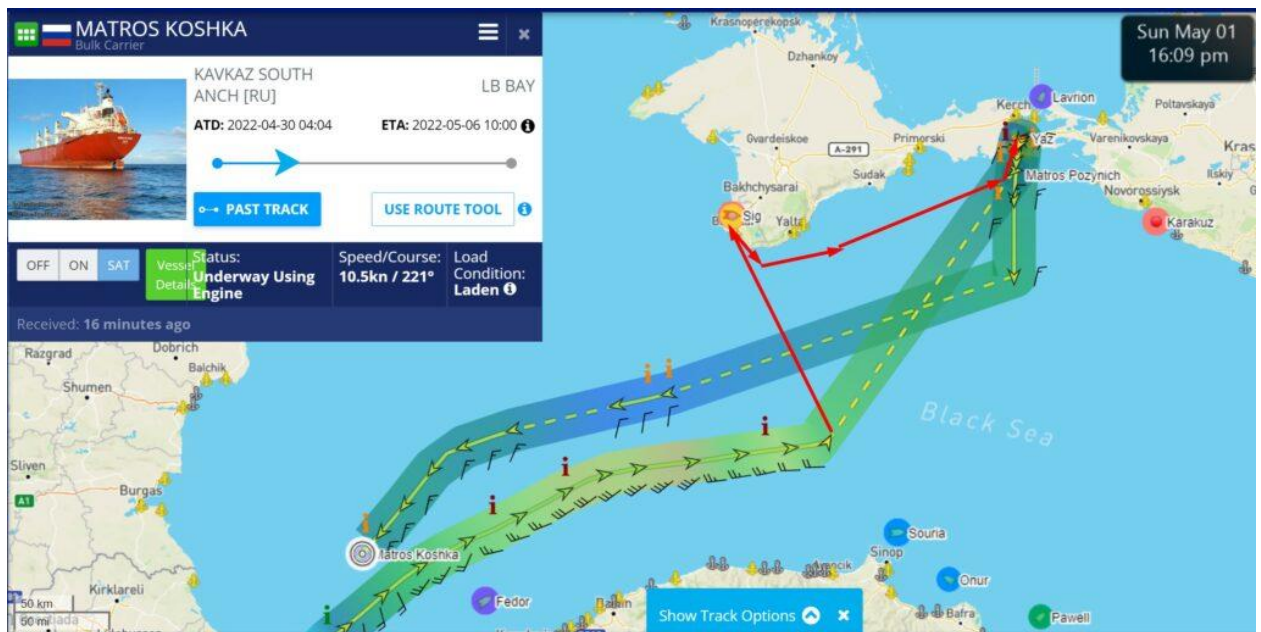 MATROS KOSHKA
Bulk Carrier
Sun May 01
16:09 pm
KAVKAZ SOUTH
ANCH [RU]
LB BAY
ATD: 2022-04-30 04:04
ETA: 2022-05-06 10:00
PAST TRACK
USE ROUTE TOOL
OFF ON SAT
Vessel
Details
Status:
Underway Using
Engine
Speed/Course:
10.5kn / 221°
Load
Condition:
Laden
Received: 16 minutes ago
Krasnoperekopsk
Dzhankoy
Kerch
Lavrion
Poltavskaya
Gvardeiskoe
A-291
Primorski
Yaz
Varenikovskaya
Kras
Bakhchysarai
Sudak
Matros Pozynich
Ilskiy
Novorossiysk
Sig
Yalta
Karakuz
Razgrad
Dobrich
Balchik
Shumen
Black Sea
Sliven
A1
Burgas
Matros Koshka
Souria
Sinop
Kirklareli
Onur
50 km
50 mi
Fedor
Bafra
Pawell
Show Track Options